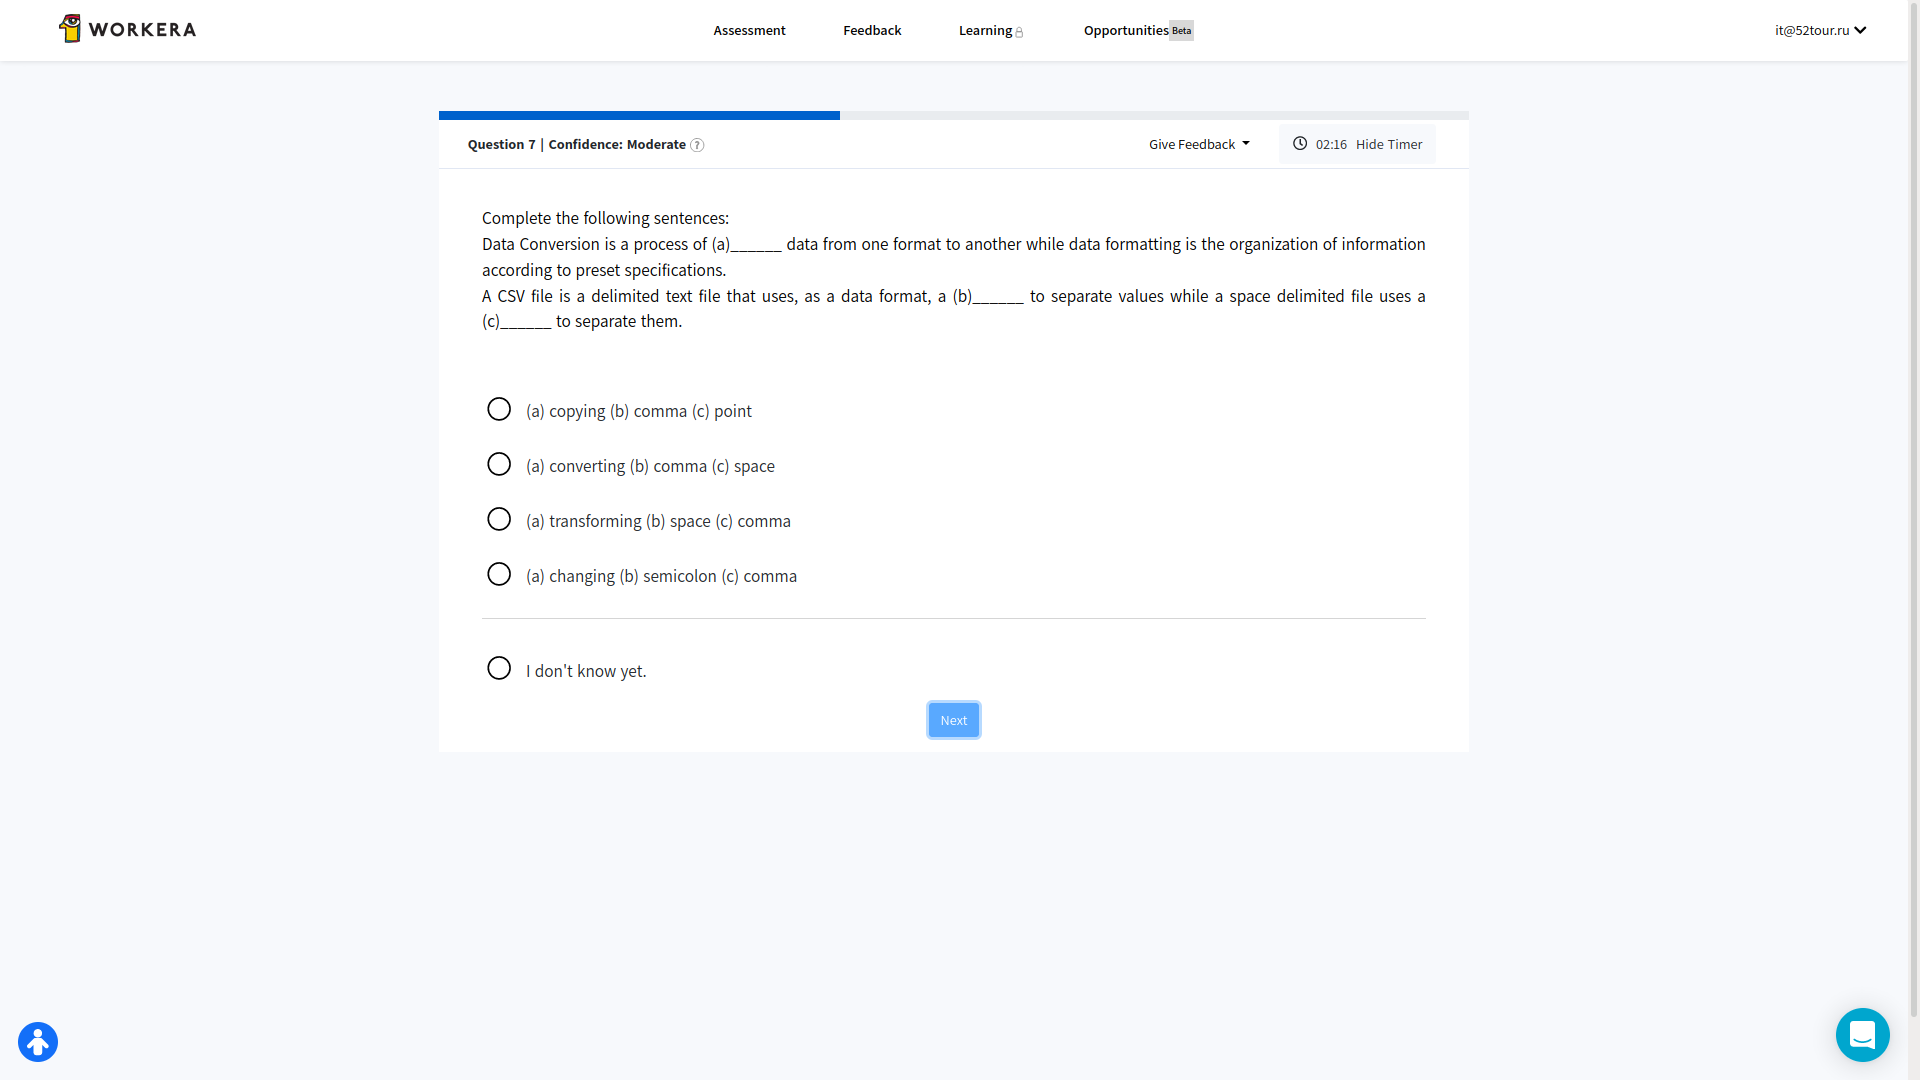 WORKERA
Assessment
Feedback
Learning
Opportunities Beta
it@52tour.ru
Question 7 | Confidence: Moderate ?
Give Feedback
02:16 Hide Timer
Complete the following sentences:
Data Conversion is a process of (a)______ data from one format to another while data formatting is the organization of information
according to preset specifications.
A CSV file is a delimited text file that uses, as a data format, a (b)______ to separate values while a space delimited file uses a
(c)______ to separate them.
(a) copying (b) comma (c) point
(a) converting (b) comma (c) space
(a) transforming (b) space (c) comma
(a) changing (b) semicolon (c) comma
I don't know yet.
Next